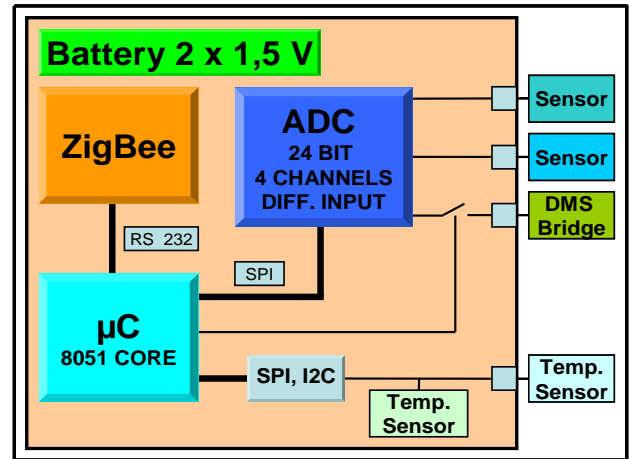 Battery 2 x 1,5 V
ZigBee
ADC
24 BIT
4 CHANNELS
DIFF. INPUT
Sensor
Sensor
DMS
Bridge
RS 232
SPI
µC
8051 CORE
SPI, I2C
Temp.
Sensor
Temp.
Sensor